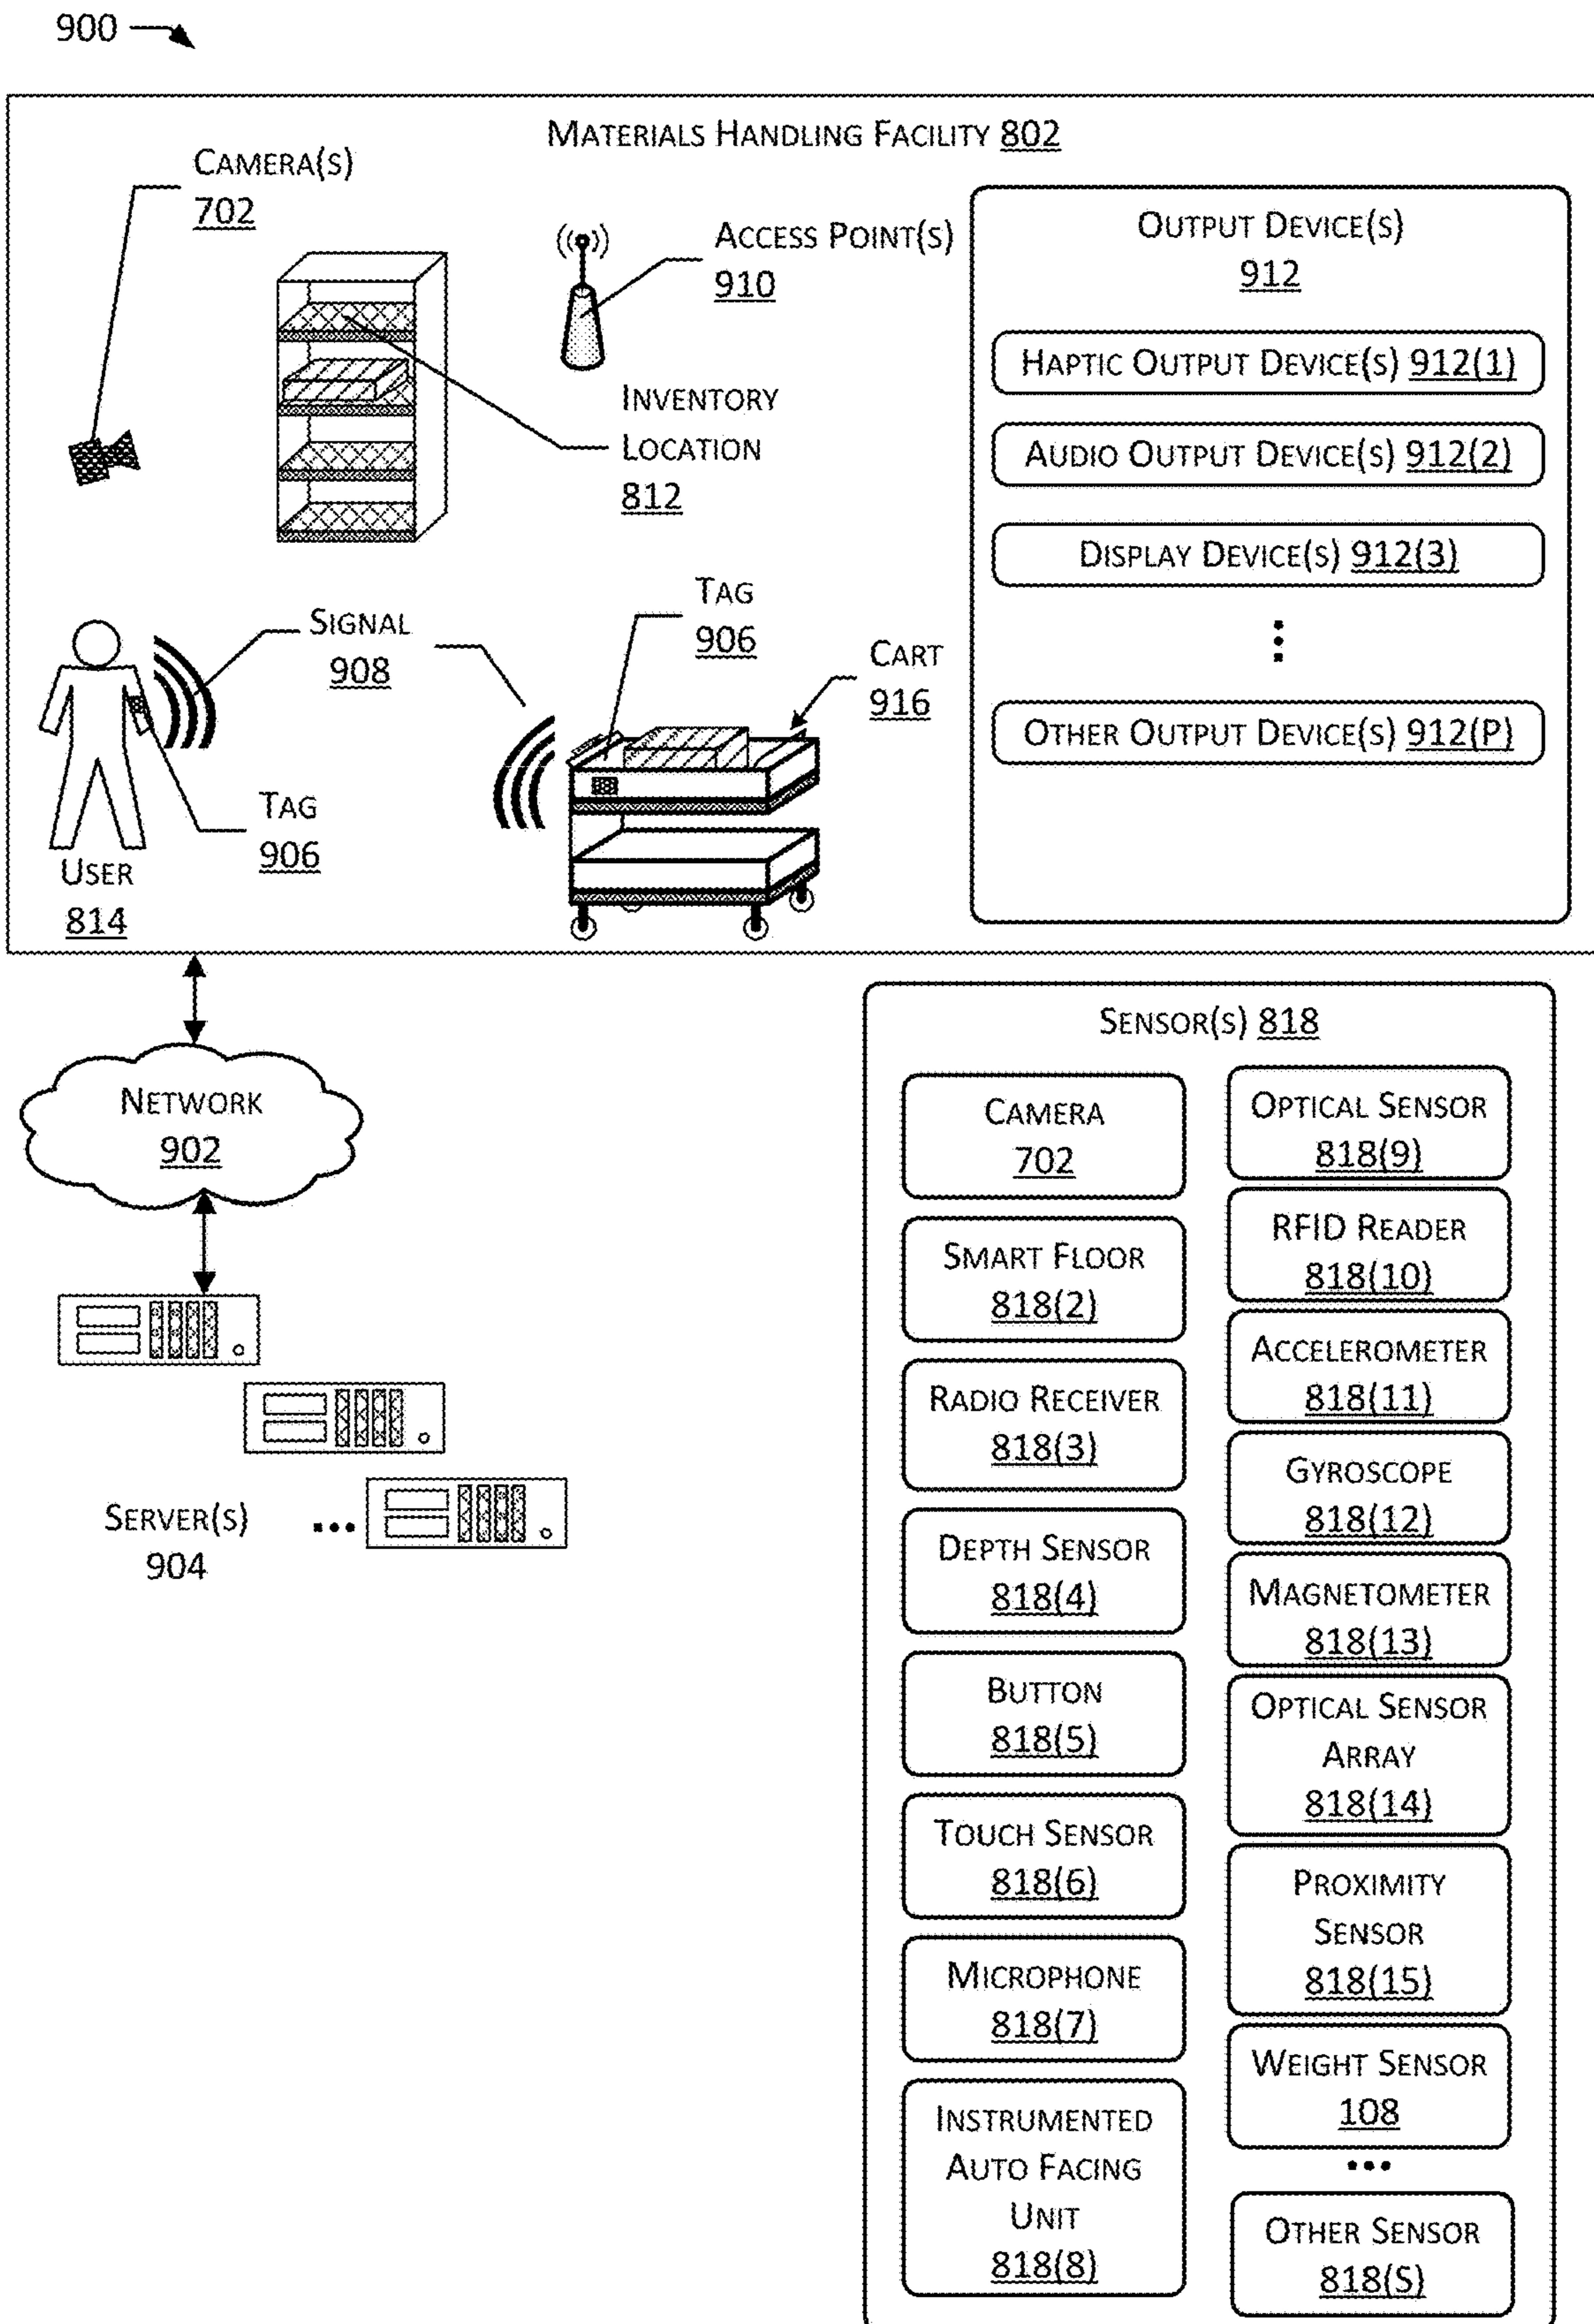 900
MATERIALS HANDLING FACILITY 802
CAMERA(S)
702
ACCESS POINT(S)
910
INVENTORY
LOCATION
812
SIGNAL
908
TAG
906
CART
916
TAG
906
USER
814
OUTPUT DEVICE(S)
912
HAPTIC OUTPUT DEVICE(S) 912(1)
AUDIO OUTPUT DEVICE(S) 912(2)
DISPLAY DEVICE(S) 912(3)
⋮
OTHER OUTPUT DEVICE(S) 912(P)
NETWORK
902
SERVER(S)
904
...
SENSOR(S) 818
CAMERA
702
SMART FLOOR
818(2)
RADIO RECEIVER
818(3)
DEPTH SENSOR
818(4)
BUTTON
818(5)
TOUCH SENSOR
818(6)
MICROPHONE
818(7)
INSTRUMENTED
AUTO FACING
UNIT
818(8)
OPTICAL SENSOR
818(9)
RFID READER
818(10)
ACCELEROMETER
818(11)
GYROSCOPE
818(12)
MAGNETOMETER
818(13)
OPTICAL SENSOR
ARRAY
818(14)
PROXIMITY
SENSOR
818(15)
WEIGHT SENSOR
108
...
OTHER SENSOR
818(S)